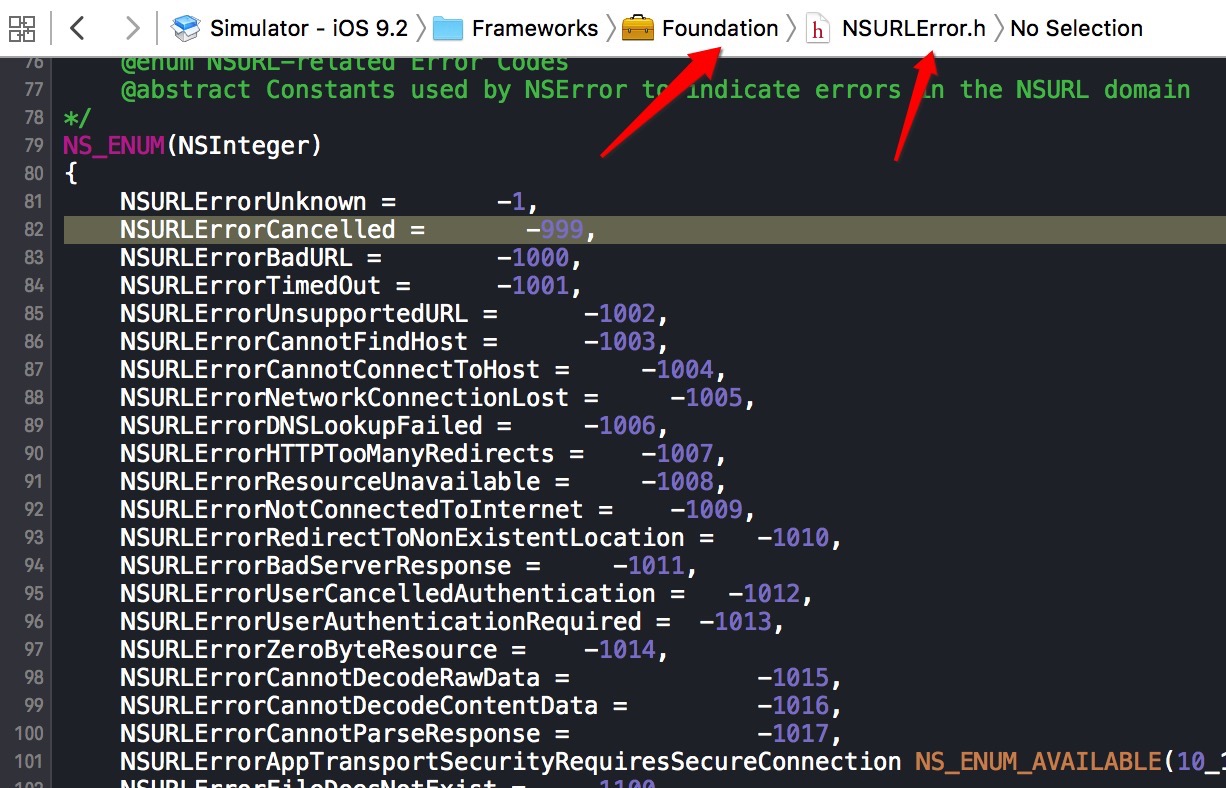 Simulator - iOS 9.2 Frameworks Foundation h NSURLError.h No Selection
76 @enum NSURL-related Error Codes
77 @abstract Constants used by NSError to indicate errors in the NSURL domain
78 */
79 NS_ENUM(NSInteger)
80 {
81 NSURLErrorUnknown = -1,
82 NSURLErrorCancelled = -999,
83 NSURLErrorBadURL = -1000,
84 NSURLErrorTimedOut = -1001,
85 NSURLErrorUnsupportedURL = -1002,
86 NSURLErrorCannotFindHost = -1003,
87 NSURLErrorCannotConnectToHost = -1004,
88 NSURLErrorNetworkConnectionLost = -1005,
89 NSURLErrorDNSLookupFailed = -1006,
90 NSURLErrorHTTPTooManyRedirects = -1007,
91 NSURLErrorResourceUnavailable = -1008,
92 NSURLErrorNotConnectedToInternet = -1009,
93 NSURLErrorRedirectToNonExistentLocation = -1010,
94 NSURLErrorBadServerResponse = -1011,
95 NSURLErrorUserCancelledAuthentication = -1012,
96 NSURLErrorUserAuthenticationRequired = -1013,
97 NSURLErrorZeroByteResource = -1014,
98 NSURLErrorCannotDecodeRawData = -1015,
99 NSURLErrorCannotDecodeContentData = -1016,
100 NSURLErrorCannotParseResponse = -1017,
101 NSURLErrorAppTransportSecurityRequiresSecureConnection NS_ENUM_AVAILABLE(10_1
102 NSURLErrorFileDoesNotExist = -1100